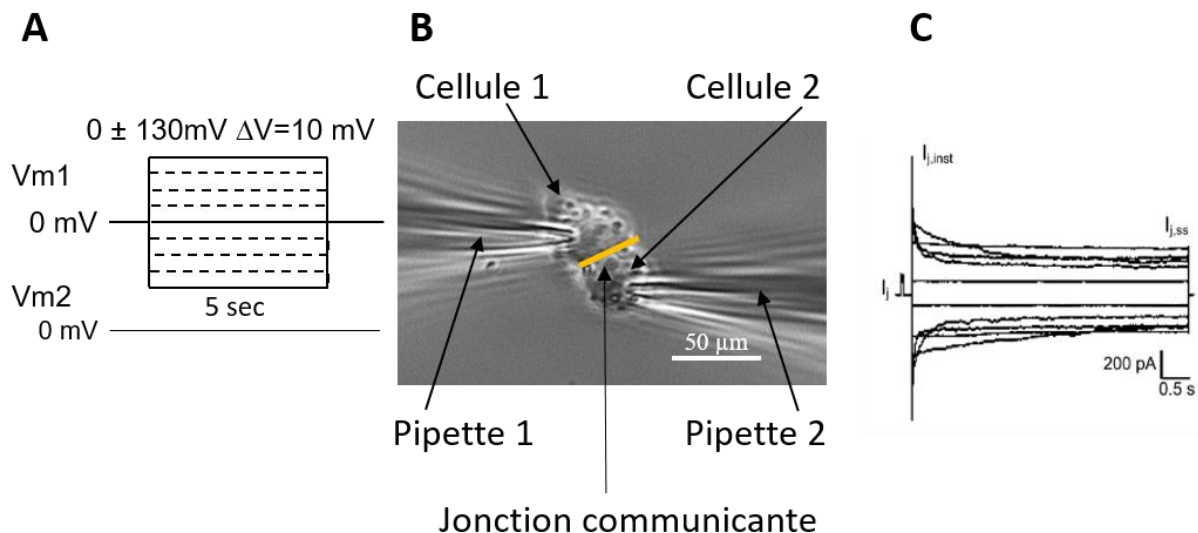 A
0 ± 130mV ΔV=10 mV
Vm1
0 mV
5 sec
Vm2
0 mV
B
Cellule 1
Cellule 2
50 µm
Pipette 1
Pipette 2
Jonction communicante
C
Ij,inst
Ij,ss
Ij
200 pA
0.5 s